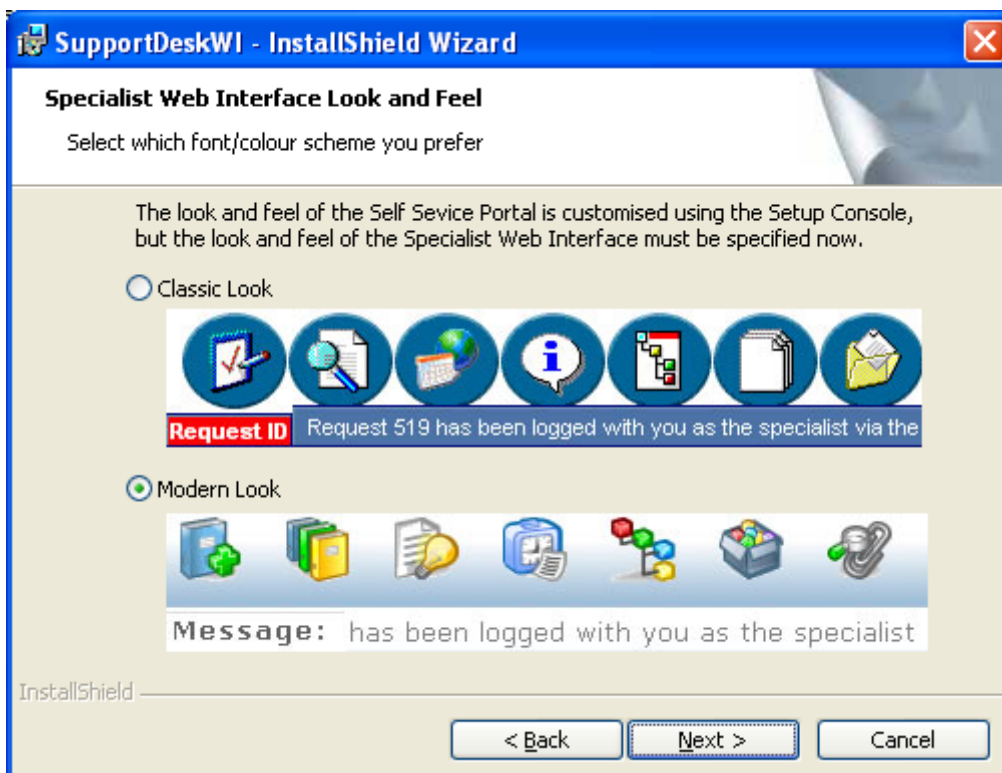 SupportDeskWI - InstallShield Wizard
Specialist Web Interface Look and Feel
Select which font/colour scheme you prefer
The look and feel of the Self Sevice Portal is customised using the Setup Console,
but the look and feel of the Specialist Web Interface must be specified now.
Classic Look
Request ID Request 519 has been logged with you as the specialist via the
Modern Look
Message: has been logged with you as the specialist
InstallShield
< Back Next > Cancel